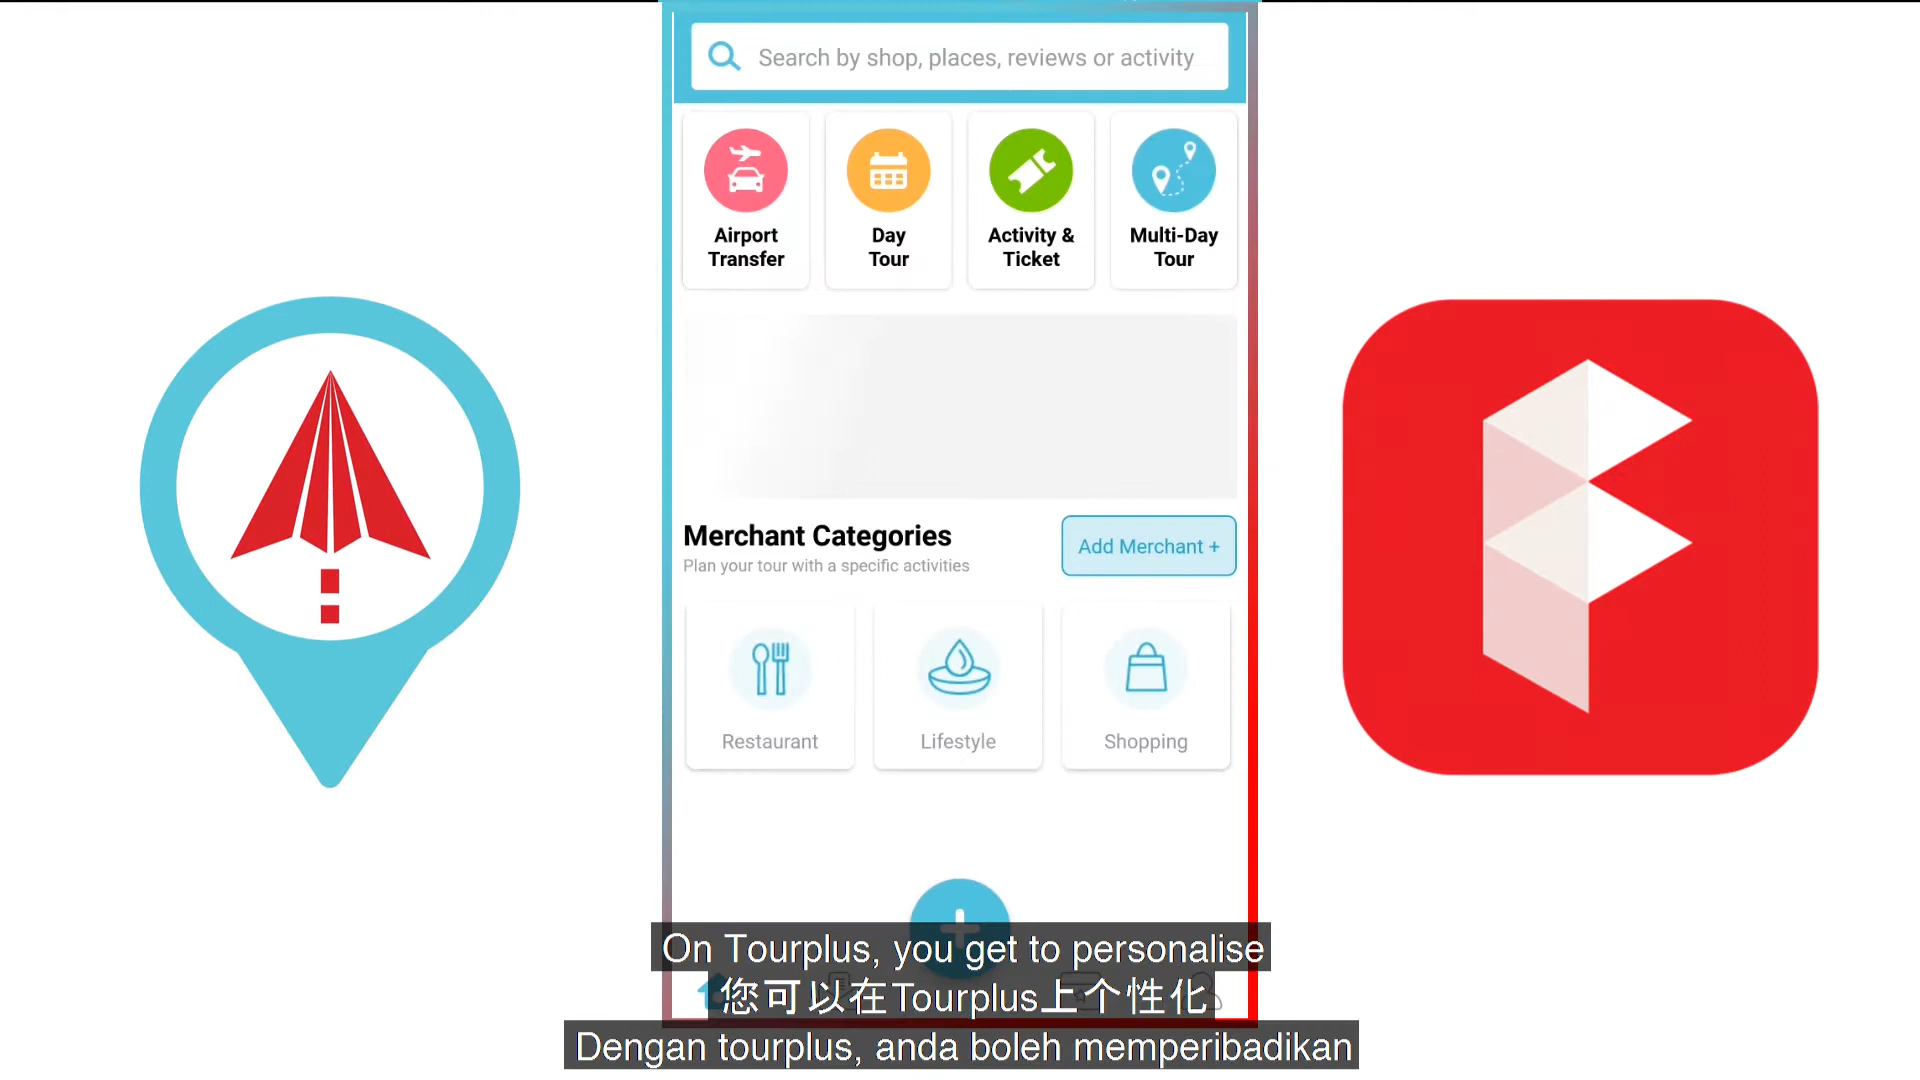 Search by shop, places, reviews or activity
Airport
Transfer
Day
Tour
Activity &
Ticket
Multi-Day
Tour
Merchant Categories
Plan your tour with a specific activities
Add Merchant +
Restaurant
Lifestyle
Shopping
On Tourplus, you get to personalise
您可以在Tourplus上个性化
Dengan tourplus, anda boleh memperibadikan